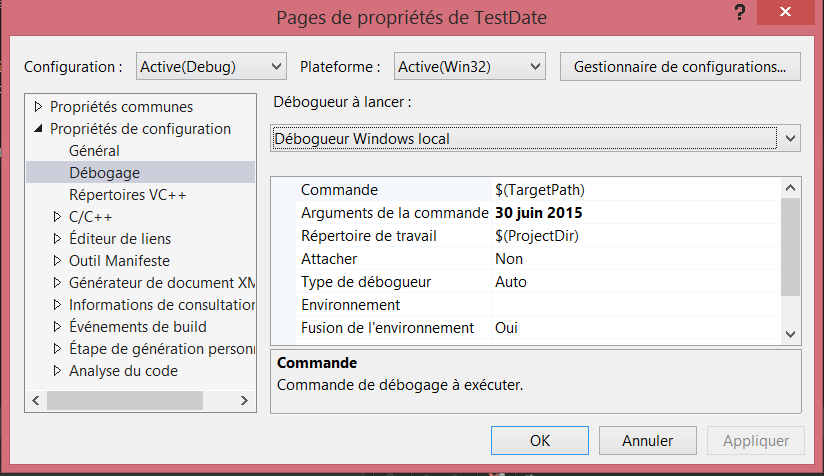 Pages de propriétés de TestDate
Configuration : Active(Debug) Plateforme : Active(Win32) Gestionnaire de configurations...
Propriétés communes
Propriétés de configuration
Général
Débogage
Répertoires VC++
C/C++
Éditeur de liens
Outil Manifeste
Générateur de document XM
Informations de consultation
Événements de build
Étape de génération personn
Analyse du code
Débogueur à lancer :
Débogueur Windows local
Commande $(TargetPath)
Arguments de la commande 30 juin 2015
Répertoire de travail $(ProjectDir)
Attacher Non
Type de débogueur Auto
Environnement
Fusion de l'environnement Oui
Commande
Commande de débogage à exécuter.
OK Annuler Appliquer